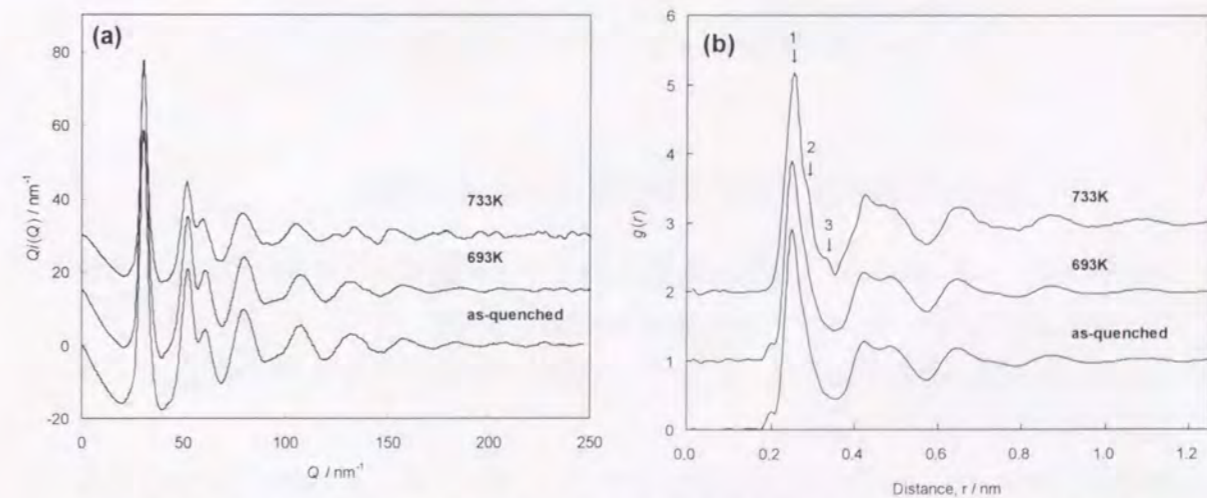 (a)
80
60
40
20
0
-20
Qi(Q) / nm-1
733K
693K
as-quenched
0 50 100 150 200 250
Q / nm-1
(b)
6
5
4
3
2
1
0
g(r)
1
2
3
733K
693K
as-quenched
0.0 0.2 0.4 0.6 0.8 1.0 1.2
Distance, r / nm